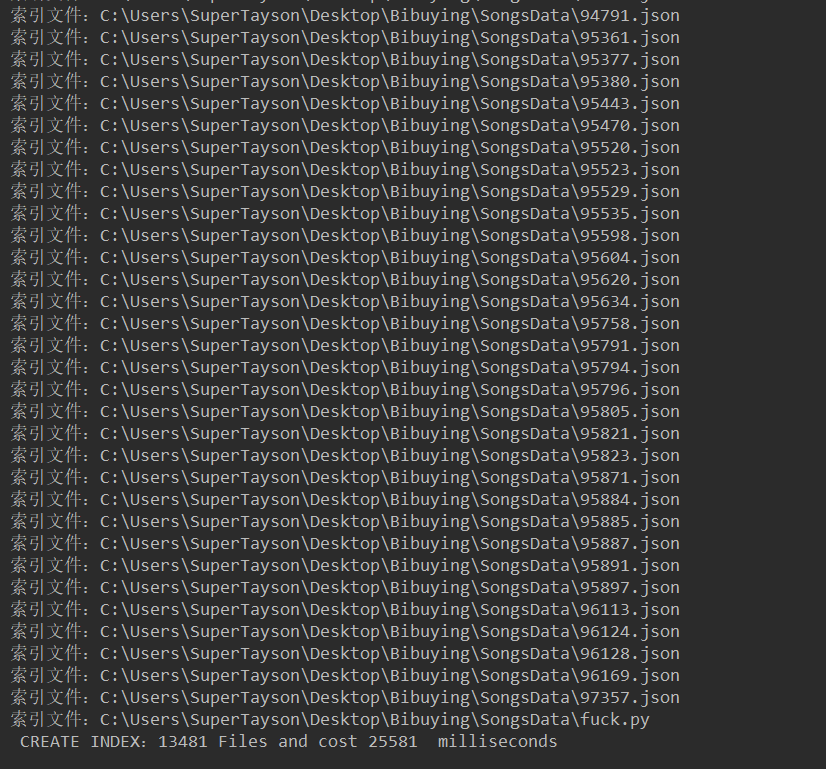 索引文件：C:\Users\SuperTayson\Desktop\Bibuying\SongsData\94791.json
索引文件：C:\Users\SuperTayson\Desktop\Bibuying\SongsData\95361.json
索引文件：C:\Users\SuperTayson\Desktop\Bibuying\SongsData\95377.json
索引文件：C:\Users\SuperTayson\Desktop\Bibuying\SongsData\95380.json
索引文件：C:\Users\SuperTayson\Desktop\Bibuying\SongsData\95443.json
索引文件：C:\Users\SuperTayson\Desktop\Bibuying\SongsData\95470.json
索引文件：C:\Users\SuperTayson\Desktop\Bibuying\SongsData\95520.json
索引文件：C:\Users\SuperTayson\Desktop\Bibuying\SongsData\95523.json
索引文件：C:\Users\SuperTayson\Desktop\Bibuying\SongsData\95529.json
索引文件：C:\Users\SuperTayson\Desktop\Bibuying\SongsData\95535.json
索引文件：C:\Users\SuperTayson\Desktop\Bibuying\SongsData\95598.json
索引文件：C:\Users\SuperTayson\Desktop\Bibuying\SongsData\95604.json
索引文件：C:\Users\SuperTayson\Desktop\Bibuying\SongsData\95620.json
索引文件：C:\Users\SuperTayson\Desktop\Bibuying\SongsData\95634.json
索引文件：C:\Users\SuperTayson\Desktop\Bibuying\SongsData\95758.json
索引文件：C:\Users\SuperTayson\Desktop\Bibuying\SongsData\95791.json
索引文件：C:\Users\SuperTayson\Desktop\Bibuying\SongsData\95794.json
索引文件：C:\Users\SuperTayson\Desktop\Bibuying\SongsData\95796.json
索引文件：C:\Users\SuperTayson\Desktop\Bibuying\SongsData\95805.json
索引文件：C:\Users\SuperTayson\Desktop\Bibuying\SongsData\95821.json
索引文件：C:\Users\SuperTayson\Desktop\Bibuying\SongsData\95823.json
索引文件：C:\Users\SuperTayson\Desktop\Bibuying\SongsData\95871.json
索引文件：C:\Users\SuperTayson\Desktop\Bibuying\SongsData\95884.json
索引文件：C:\Users\SuperTayson\Desktop\Bibuying\SongsData\95885.json
索引文件：C:\Users\SuperTayson\Desktop\Bibuying\SongsData\95887.json
索引文件：C:\Users\SuperTayson\Desktop\Bibuying\SongsData\95891.json
索引文件：C:\Users\SuperTayson\Desktop\Bibuying\SongsData\95897.json
索引文件：C:\Users\SuperTayson\Desktop\Bibuying\SongsData\96113.json
索引文件：C:\Users\SuperTayson\Desktop\Bibuying\SongsData\96124.json
索引文件：C:\Users\SuperTayson\Desktop\Bibuying\SongsData\96128.json
索引文件：C:\Users\SuperTayson\Desktop\Bibuying\SongsData\96169.json
索引文件：C:\Users\SuperTayson\Desktop\Bibuying\SongsData\97357.json
索引文件：C:\Users\SuperTayson\Desktop\Bibuying\SongsData\fuck.py
CREATE INDEX：13481 Files and cost 25581  milliseconds